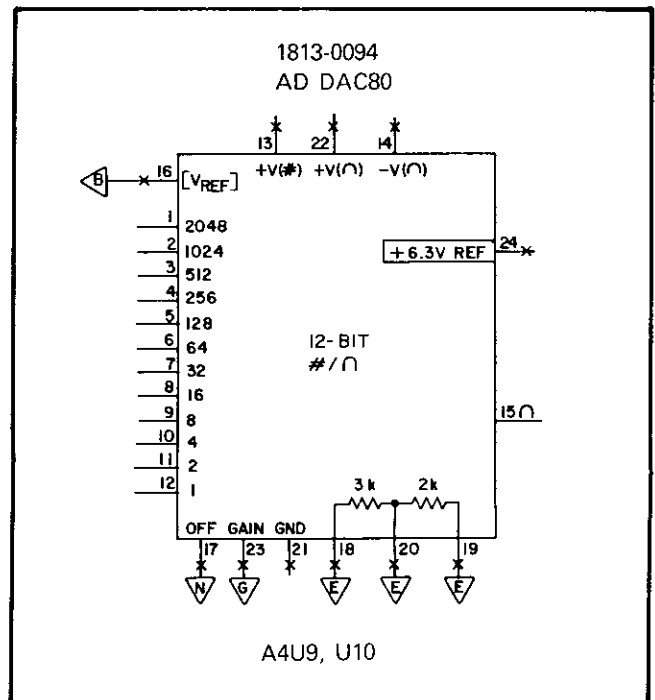 1813-0094
AD DAC80
13 22 14
+V(#) +V(∩) -V(∩)
B 16 [VREF]
1 2048
2 1024
+6.3V REF 24
3 512
4 256
5 128
6 64
12-BIT
#/∩
7 32
8 16
9 8
15 ∩
10 4
11 2
12 1
3k 2k
OFF GAIN GND
17 23 21 18 20 19
N G E E E
A4U9, U10